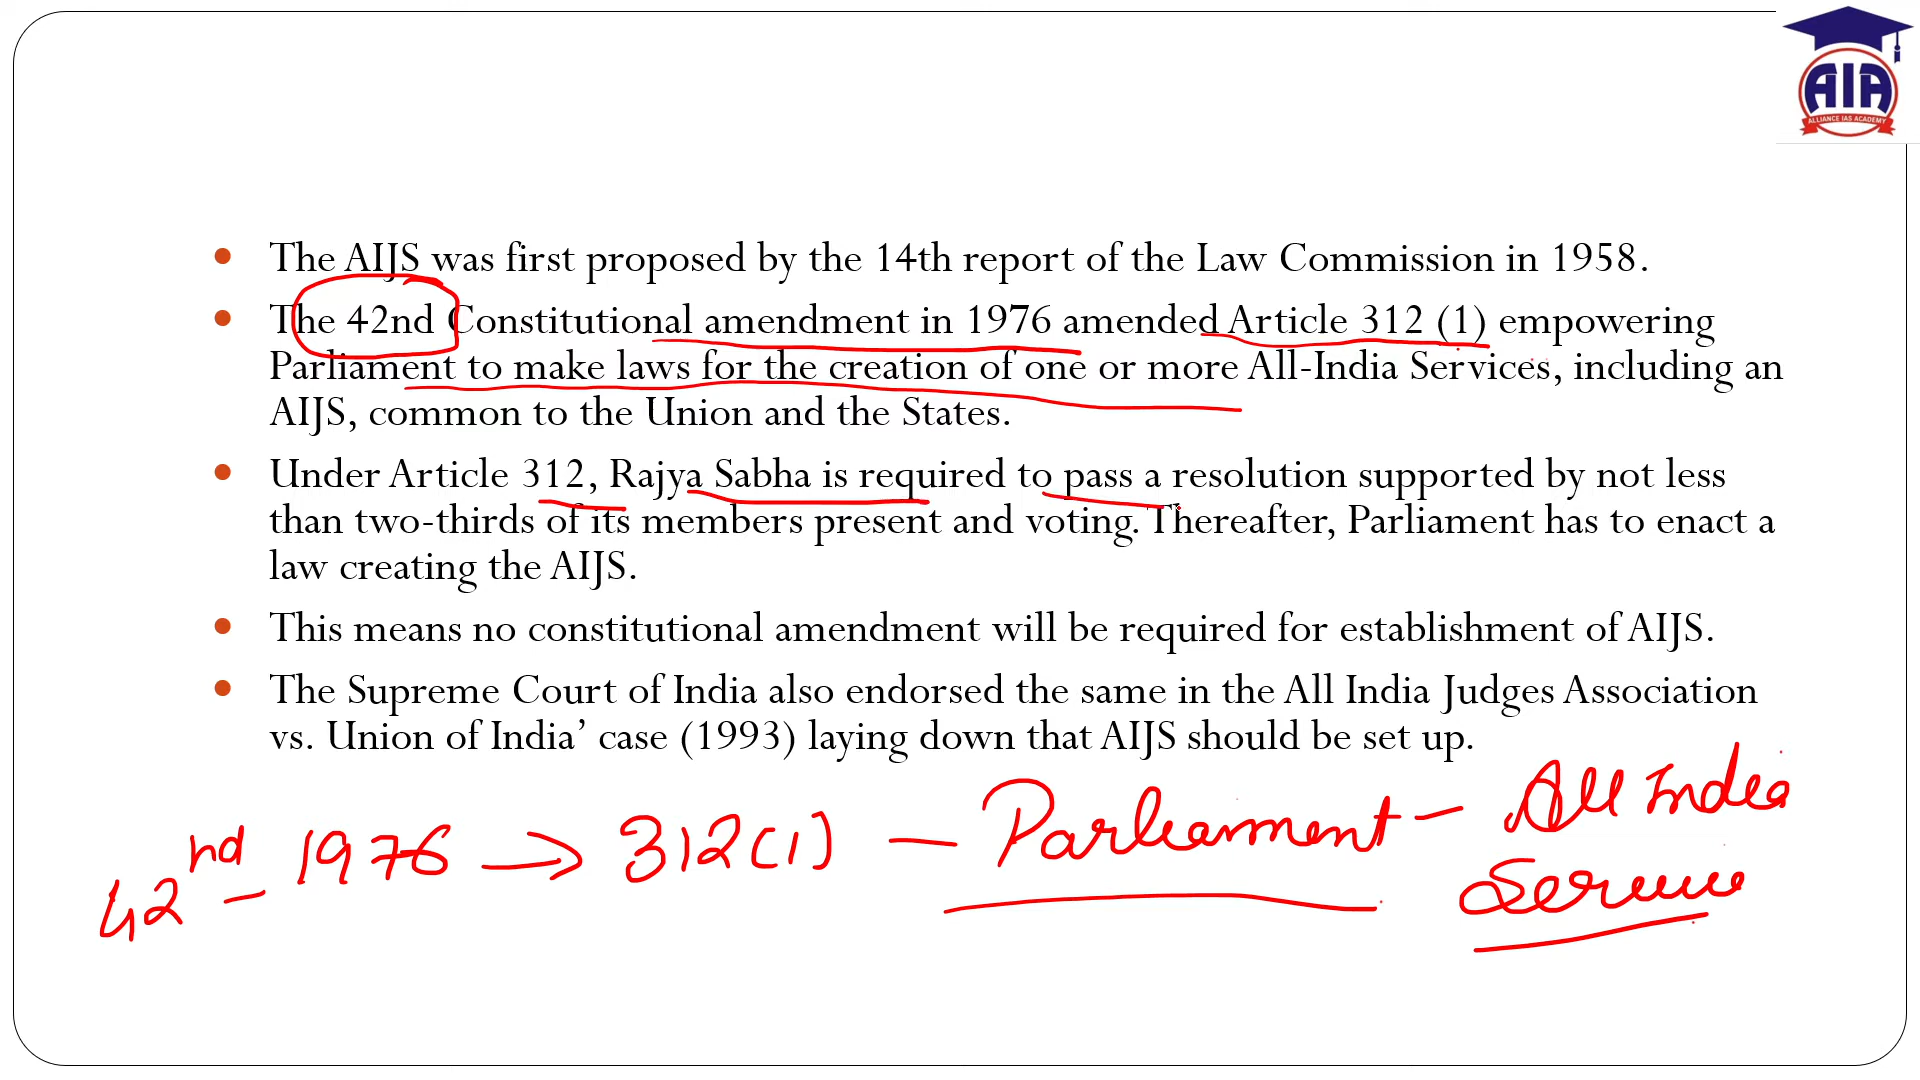 AIA
ALLIANCE IAS ACADEMY
The AIJS was first proposed by the 14th report of the Law Commission in 1958.
The 42nd Constitutional amendment in 1976 amended Article 312 (1) empowering
Parliament to make laws for the creation of one or more All-India Services, including an
AIJS, common to the Union and the States.
Under Article 312, Rajya Sabha is required to pass a resolution supported by not less
than two-thirds of its members present and voting. Thereafter, Parliament has to enact a
law creating the AIJS.
This means no constitutional amendment will be required for establishment of AIJS.
The Supreme Court of India also endorsed the same in the All India Judges Association
vs. Union of India’ case (1993) laying down that AIJS should be set up.
42nd - 1976 → 312(1) - Parliament - All India
Service